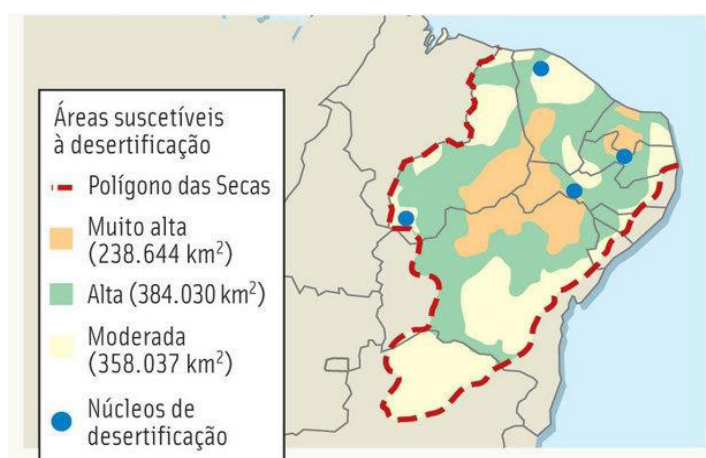 Áreas suscetíveis
à desertificação
Polígono das Secas
Muito alta
(238.644 km²)
Alta (384.030 km²)
Moderada
(358.037 km²)
Núcleos de
desertificação